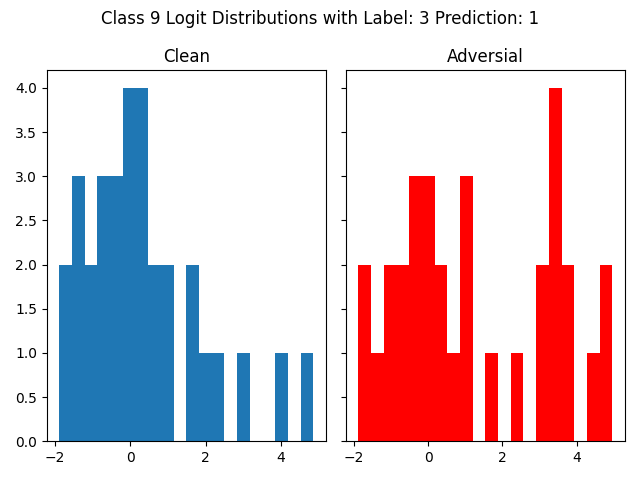 Class 9 Logit Distributions with Label: 3 Prediction: 1
Clean
Adversial
4.0
3.5
3.0
2.5
2.0
1.5
1.0
0.5
0.0
−2 0 2 4
−2 0 2 4